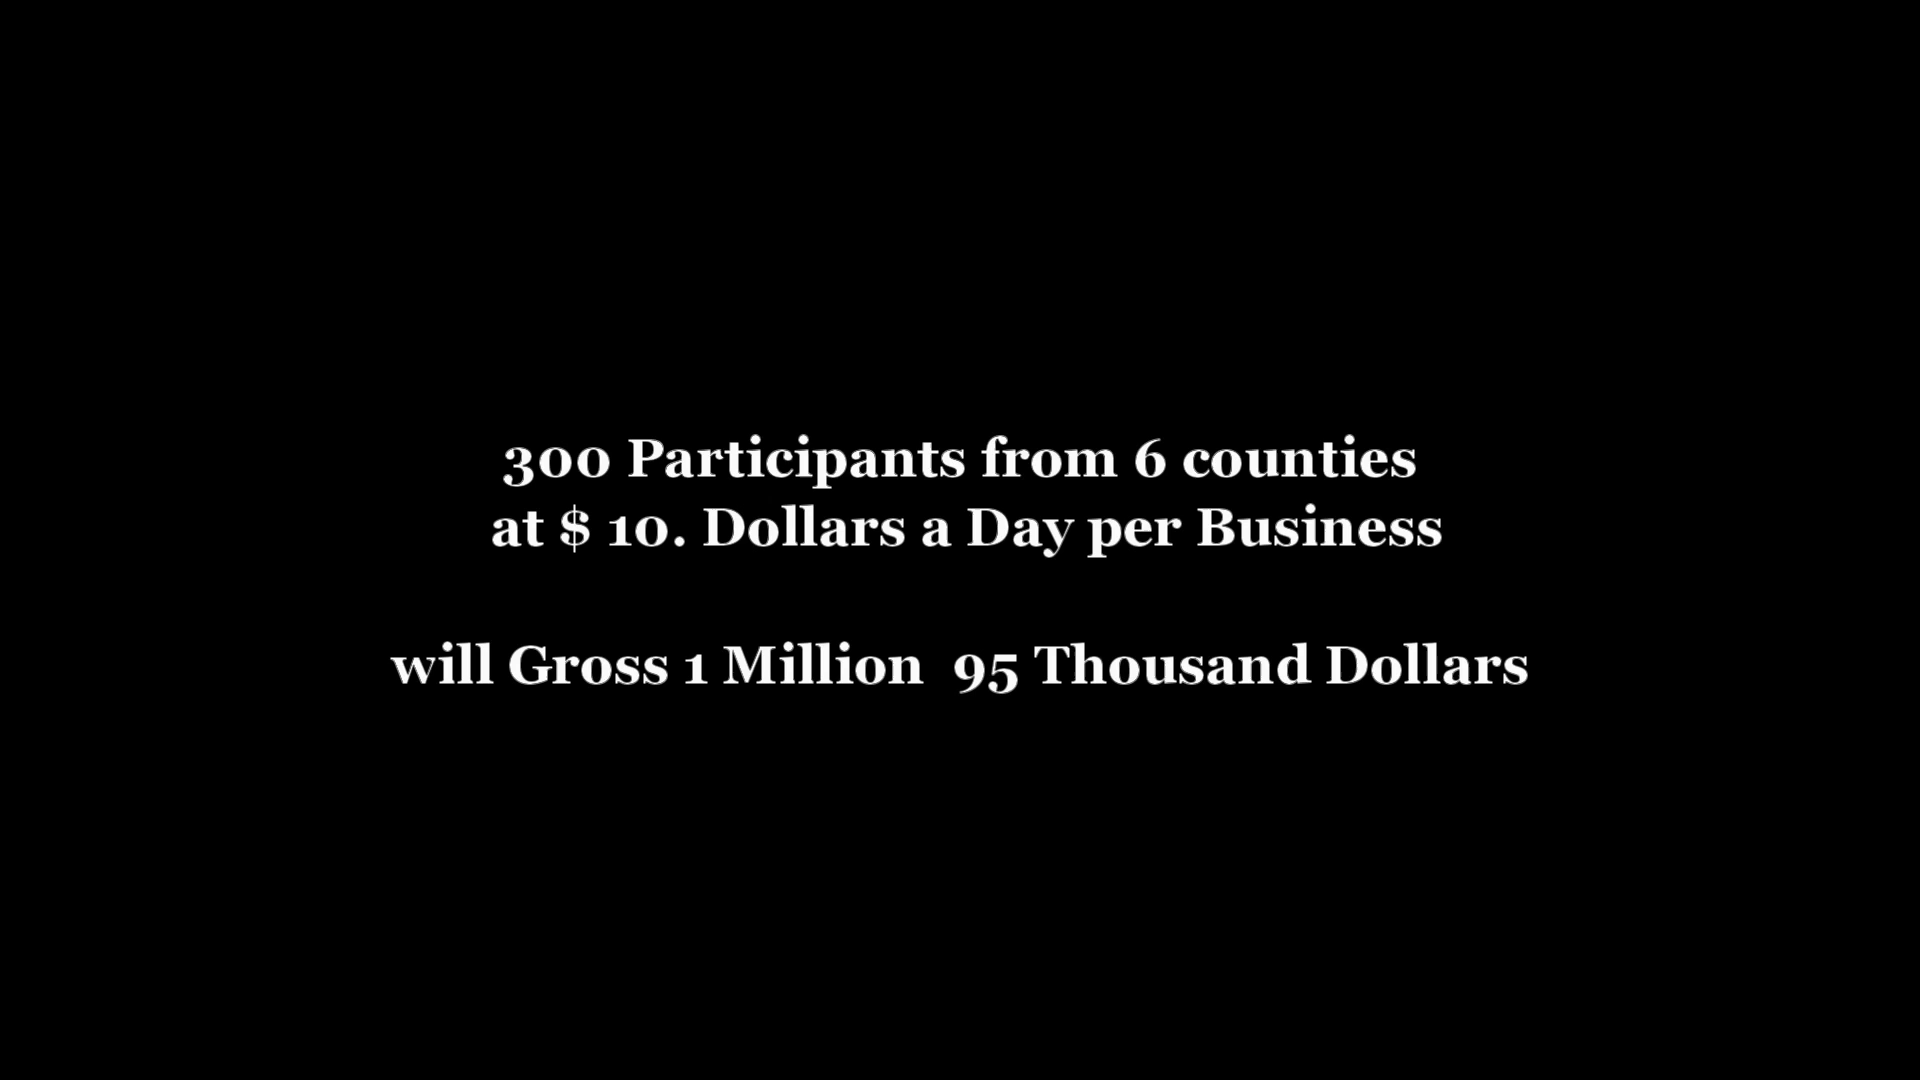 300 Participants from 6 counties
at $ 10. Dollars a Day per Business
will Gross 1 Million  95 Thousand Dollars